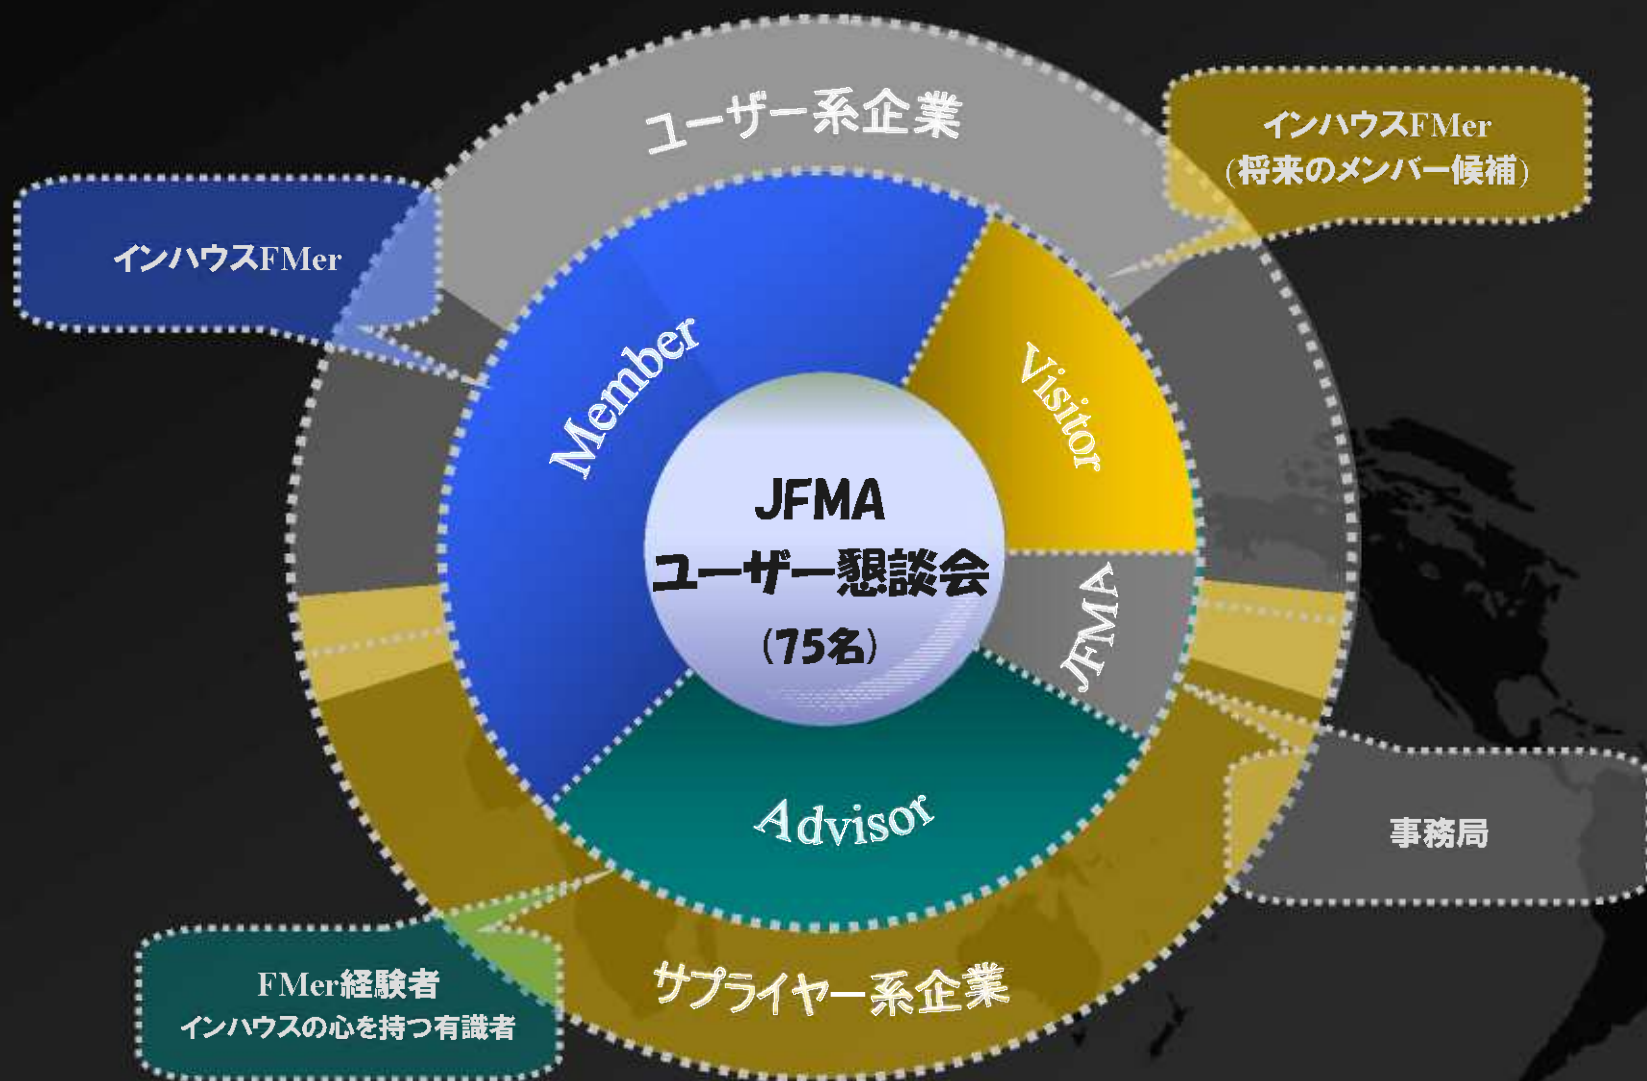 ユーザー系企業
インハウスFMer
(将来のメンバー候補)
インハウスFMer
Member
Visitor
JFMA
ユーザー懇談会
(75名)
JFMA
Advisor
事務局
FMer経験者
インハウスの心を持つ有識者
サプライヤー系企業